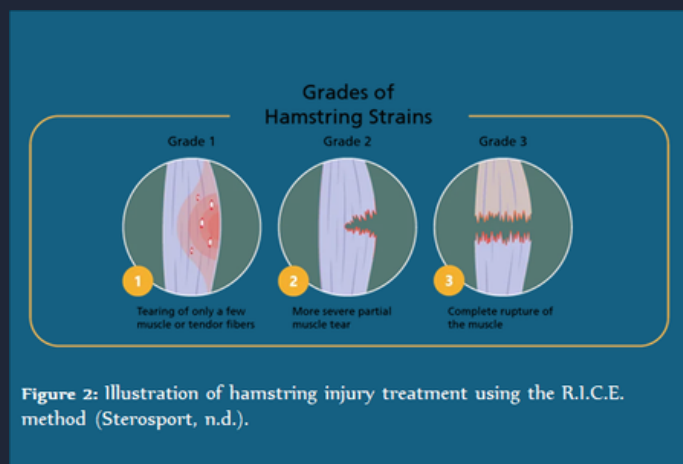 Grades of
Hamstring Strains
Grade 1
Grade 2
Grade 3
1
2
3
Tearing of only a few
muscle or tendor fibers
More severe partial
muscle tear
Complete rupture of
the muscle
Figure 2: Illustration of hamstring injury treatment using the R.I.C.E.
method (Sterosport, n.d.).